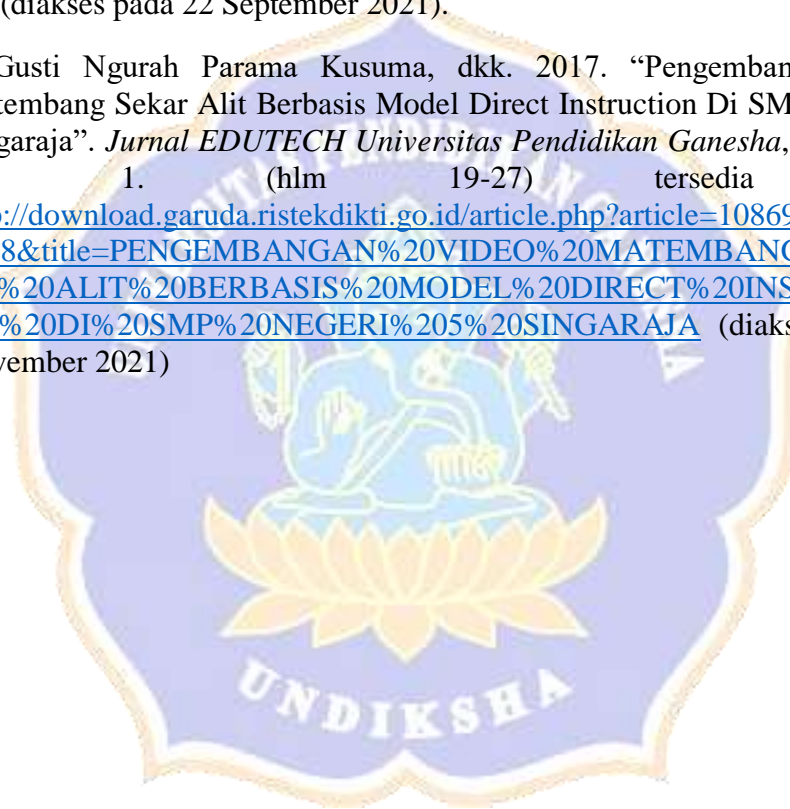 (diakses pada 22 September 2021).
Gusti Ngurah Parama Kusuma, dkk. 2017. “Pengemban
tembang Sekar Alit Berbasis Model Direct Instruction Di SM
garaja”. Jurnal EDUTECH Universitas Pendidikan Ganesha,
1. (hlm 19-27) tersedia
://download.garuda.ristekdikti.go.id/article.php?article=10869
8&title=PENGEMBANGAN%20VIDEO%20MATEMBANG
%20ALIT%20BERBASIS%20MODEL%20DIRECT%20INS
%20DI%20SMP%20NEGERI%205%20SINGARAJA (diaks
vember 2021)
UNIVERSITAS PENDIDIKAN GANESHA
UNDIKSHA